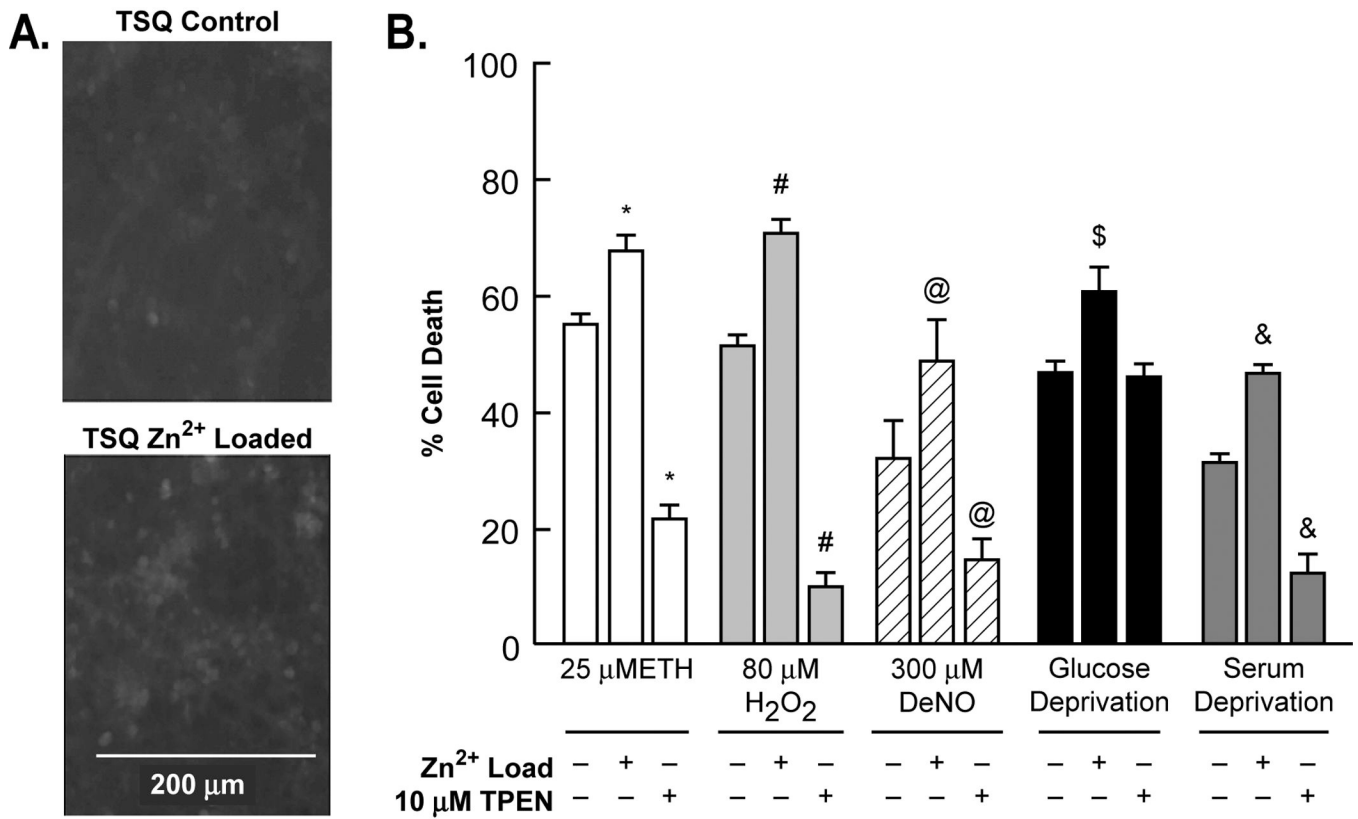 A.
TSQ Control
TSQ Zn²⁺ Loaded
200 μm
B.
% Cell Death
100
80
60
40
20
0
* * # # @ @ $ & &
25 μMETH
80 μM
H₂O₂
300 μM
DeNO
Glucose
Deprivation
Serum
Deprivation
Zn²⁺ Load – + – – + – – + – – + – – + –
10 μM TPEN – – + – – + – – + – – + – – +